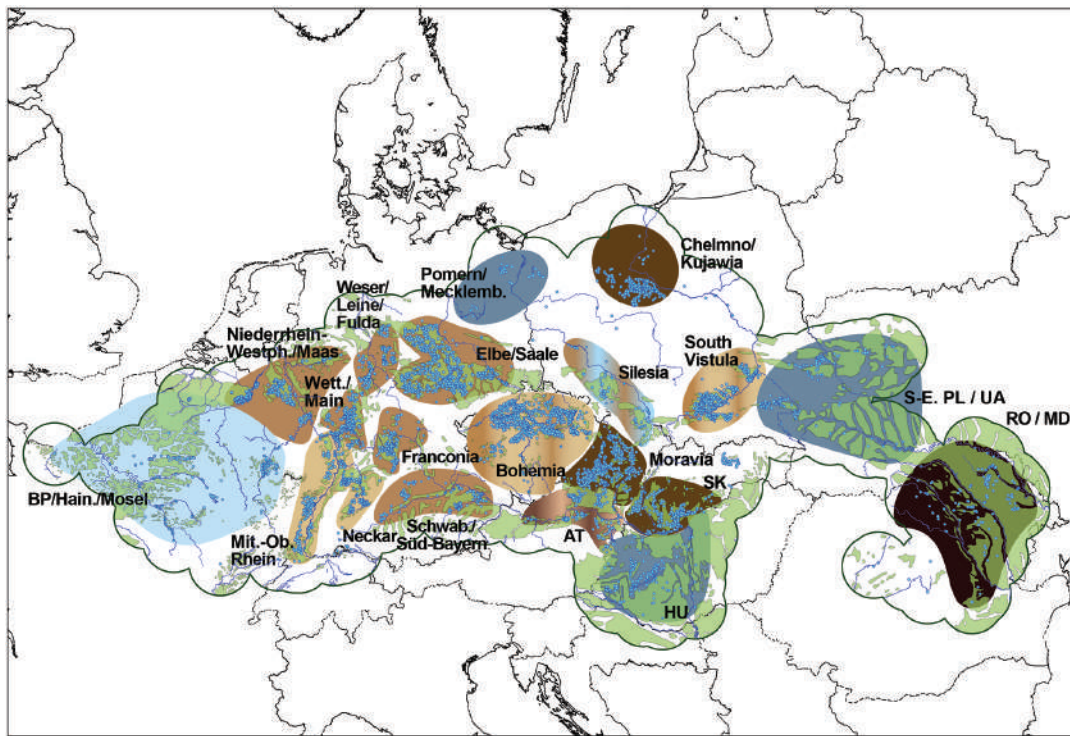 Chelmno/
Kujawja
Pomern/
Mecklemb.
Weser/
Leine/
Fulda
Niederrhein-
Westph./Maas
Elbe/Saale
South
Vistula
Wett./
Main
Silesia
S-E. PL / UA
RO / MD
Franconia
Bohemia
Moravia
SK
BP/Hain./Mosel
Mit.-Ob.
Rhein
Neckar
Schwab./
Süd-Bayern
AT
HU